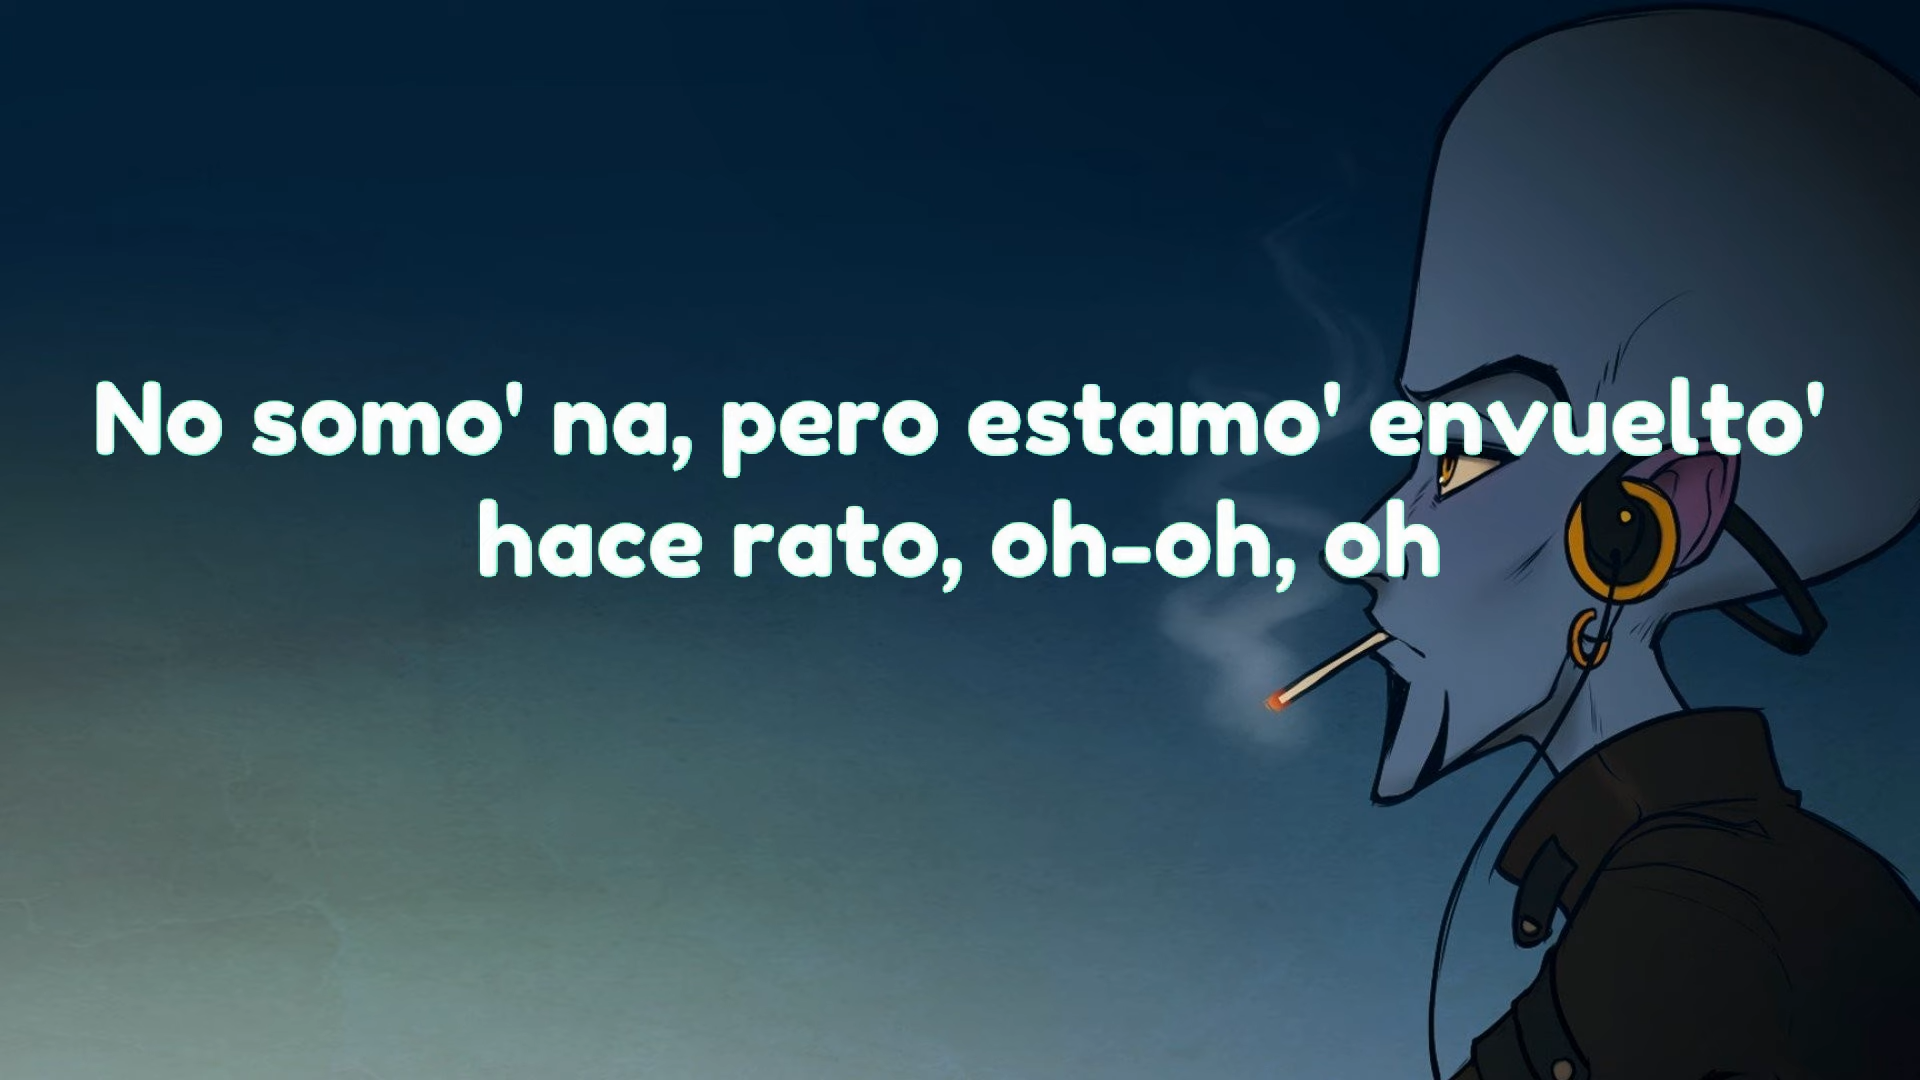 No somo' na, pero estamo' envuelto'
hace rato, oh-oh, oh